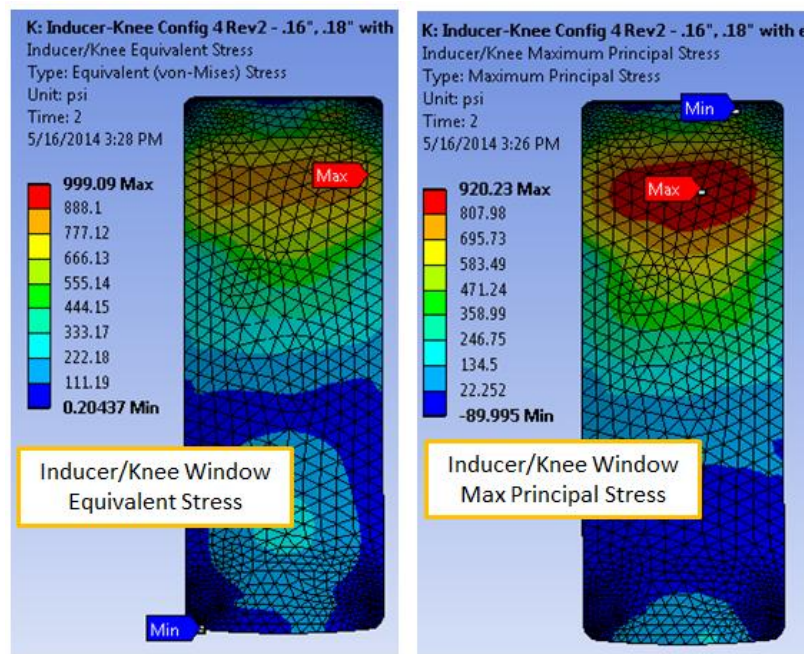 K: Inducer-Knee Config 4 Rev2 - .16", .18" with
Inducer/Knee Equivalent Stress
Type: Equivalent (von-Mises) Stress
Unit: psi
Time: 2
5/16/2014 3:28 PM
Max
999.09 Max
888.1
777.12
666.13
555.14
444.15
333.17
222.18
111.19
0.20437 Min
Inducer/Knee Window
Equivalent Stress
Min
K: Inducer-Knee Config 4 Rev2 - .16", .18" with e
Inducer/Knee Maximum Principal Stress
Type: Maximum Principal Stress
Unit: psi
Time: 2
5/16/2014 3:26 PM
Min
Max
920.23 Max
807.98
695.73
583.49
471.24
358.99
246.75
134.5
22.252
-89.995 Min
Inducer/Knee Window
Max Principal Stress